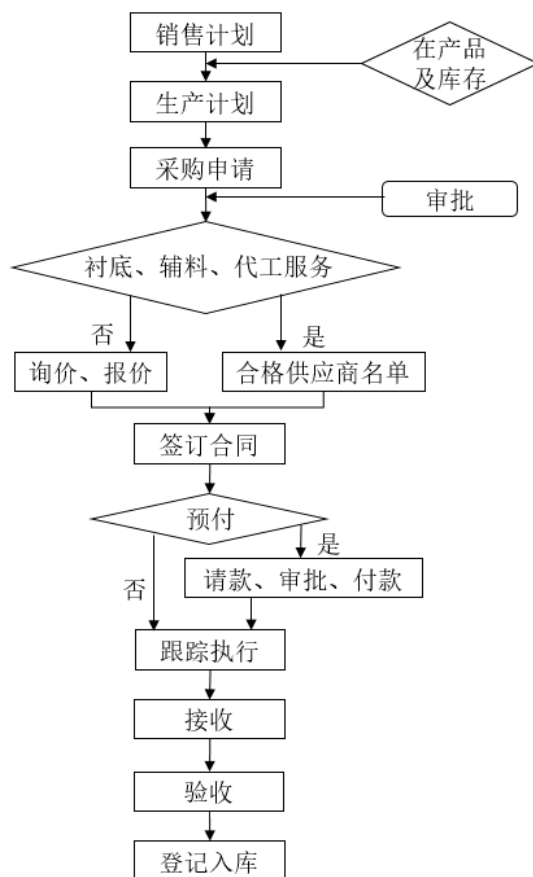 销售计划
在产品
及库存
生产计划
采购申请
审批
衬底、辅料、代工服务
否
是
询价、报价
合格供应商名单
签订合同
预付
是
请款、审批、付款
否
跟踪执行
接收
验收
登记入库